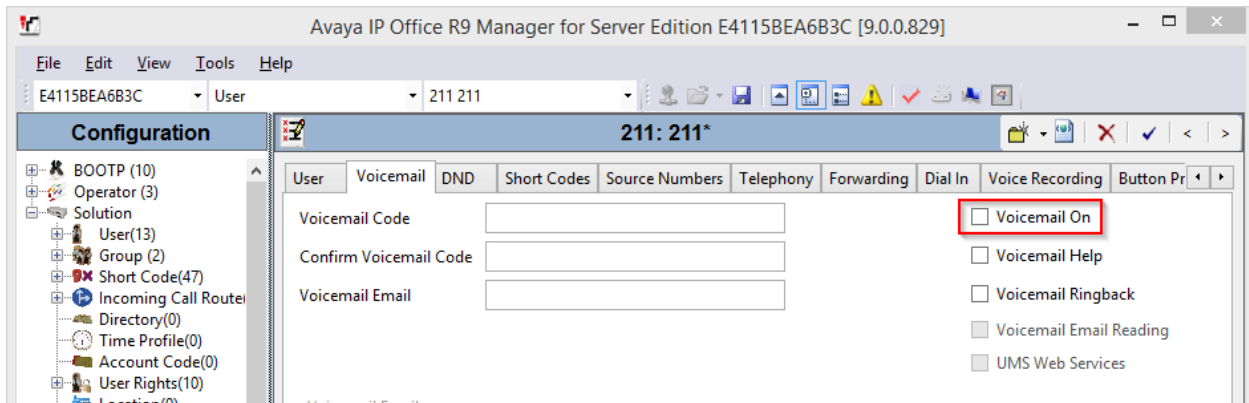 Avaya IP Office R9 Manager for Server Edition E4115BEA6B3C [9.0.0.829]
File Edit View Tools Help
E4115BEA6B3C User 211 211
Configuration
211: 211*
BOOTP (10)
Operator (3)
Solution
User(13)
Group (2)
Short Code(47)
Incoming Call Route
Directory(0)
Time Profile(0)
Account Code(0)
User Rights(10)
Location(0)
User Voicemail DND Short Codes Source Numbers Telephony Forwarding Dial In Voice Recording Button Pr
Voicemail Code
Confirm Voicemail Code
Voicemail Email
Voicemail On
Voicemail Help
Voicemail Ringback
Voicemail Email Reading
UMS Web Services
Voicemail Email